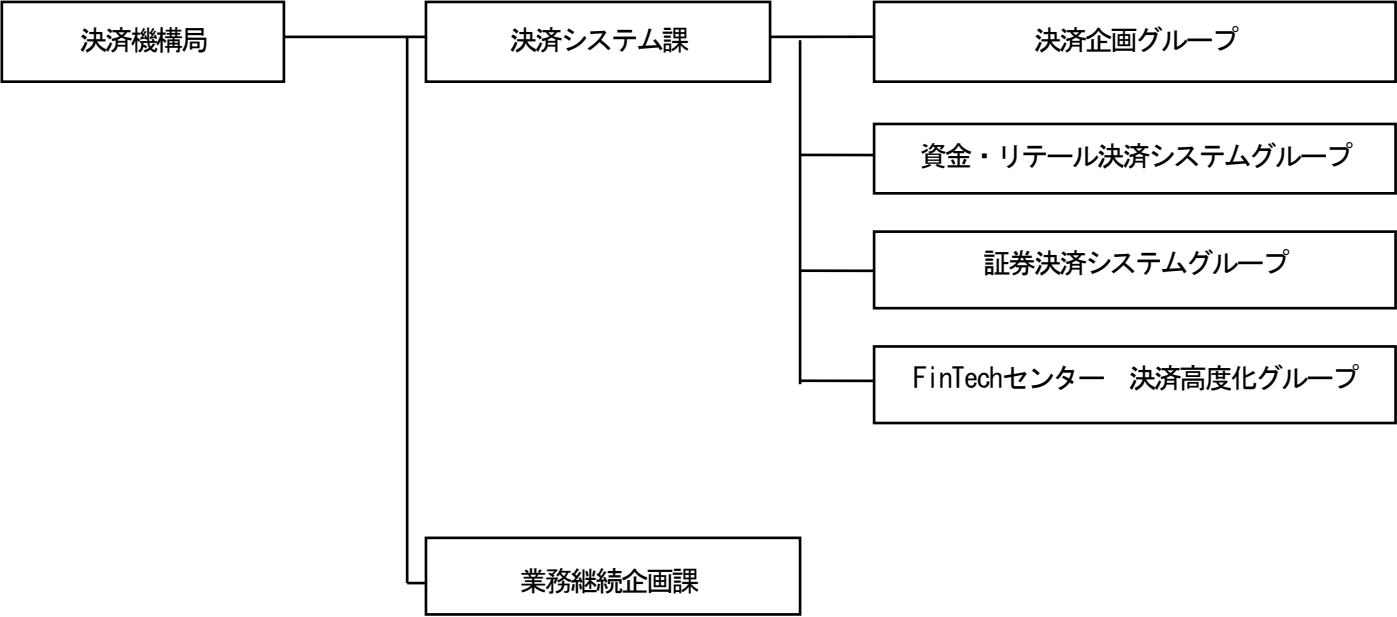 決済機構局
決済システム課
決済企画グループ
資金・リテール決済システムグループ
証券決済システムグループ
FinTechセンター　決済高度化グループ
業務継続企画課